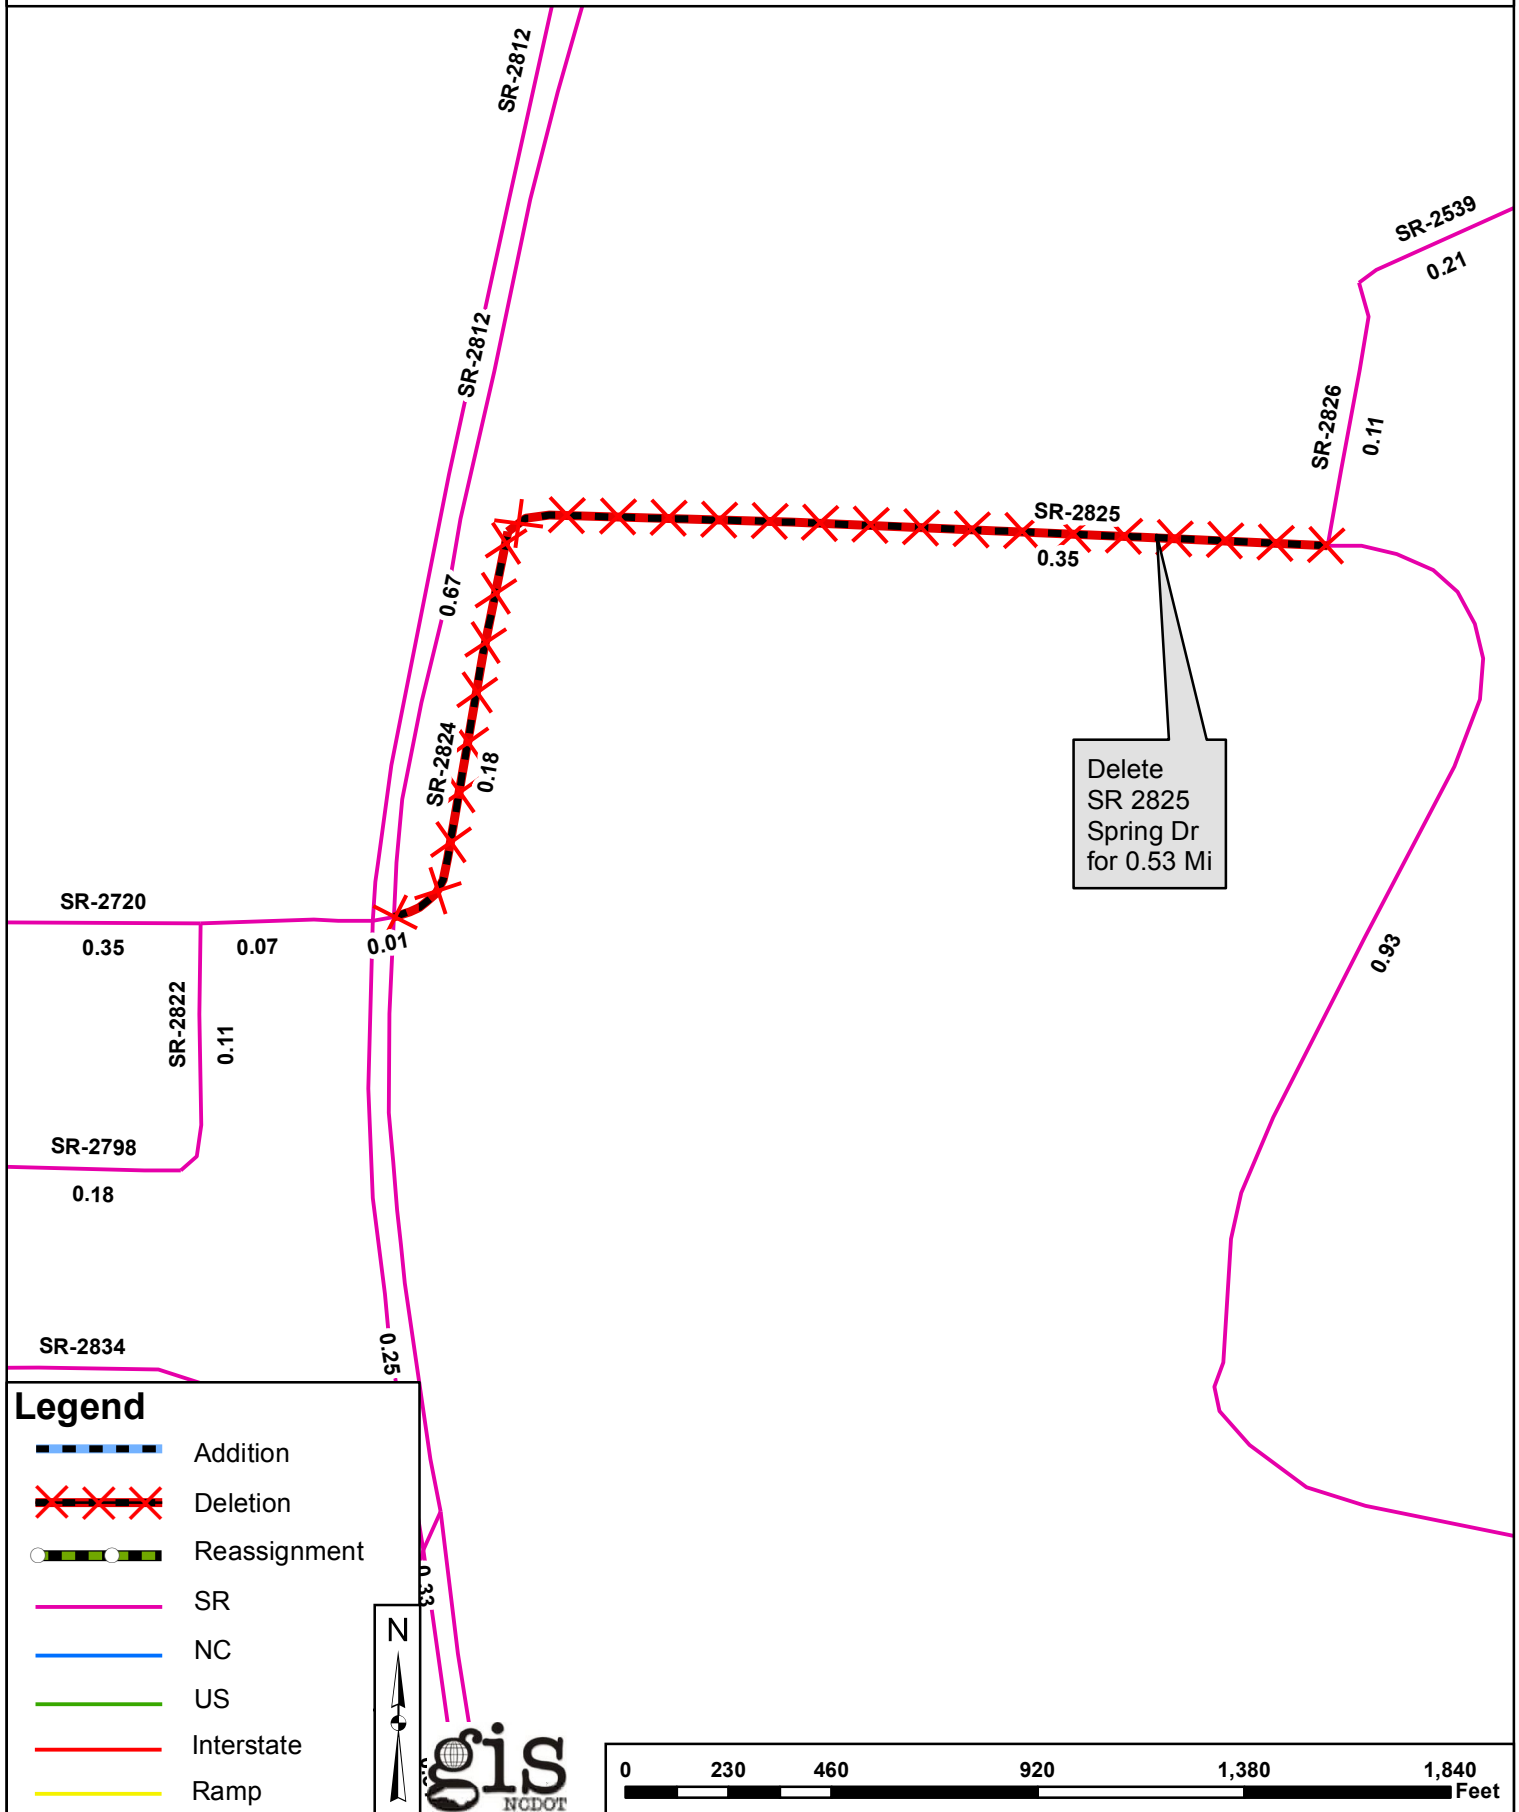 SR-2812
SR-2539
0.21
SR-2812
SR-2826
0.11
SR-2825
0.35
0.67
SR-2824
0.18
Delete
SR 2825
Spring Dr
for 0.53 Mi
SR-2720
0.35
0.07
0.01
0.93
SR-2822
0.11
SR-2798
0.18
SR-2834
0.25
Legend
Addition
Deletion
Reassignment
SR
0.33
N
NC
US
Interstate
Ramp
gis
NCDOT
0 230 460 920 1,380 1,840
Feet